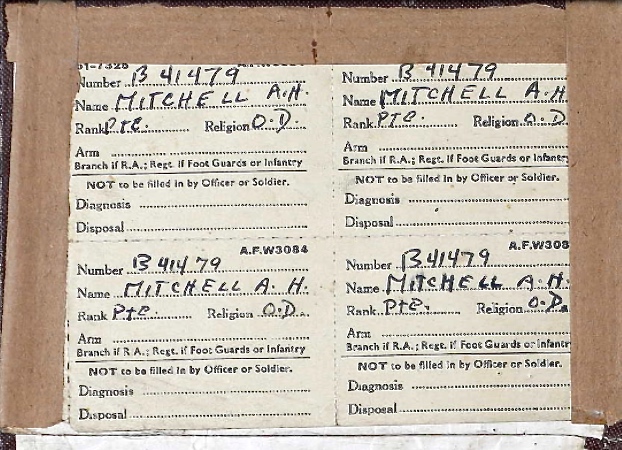 51-7328
Number B 41479
Name MITCHELL A.H.
Rank Pte. Religion O.D.
Arm
Branch if R.A.; Regt. if Foot Guards or Infantry
NOT to be filled in by Officer or Soldier.
Diagnosis
Disposal
Number B 41479
Name MITCHELL A.H
Rank Pte. Religion O.D.
Arm
Branch if R.A.; Regt. if Foot Guards or Infantry
NOT to be filled in by Officer or Soldier.
Diagnosis
Disposal
A.F.W3084
Number B 41479
Name MITCHELL A. H.
Rank Pte. Religion O.D.
Arm
Branch if R.A.; Regt. if Foot Guards or Infantry
NOT to be filled in by Officer or Soldier.
Diagnosis
Disposal
A.F.W308
Number B 41479
Name MITCHELL A.H.
Rank Pte. Religion O.D.
Arm
Branch if R.A.; Regt. if Foot Guards or Infantr
NOT to be filled in by Officer or Soldier.
Diagnosis
Disposal